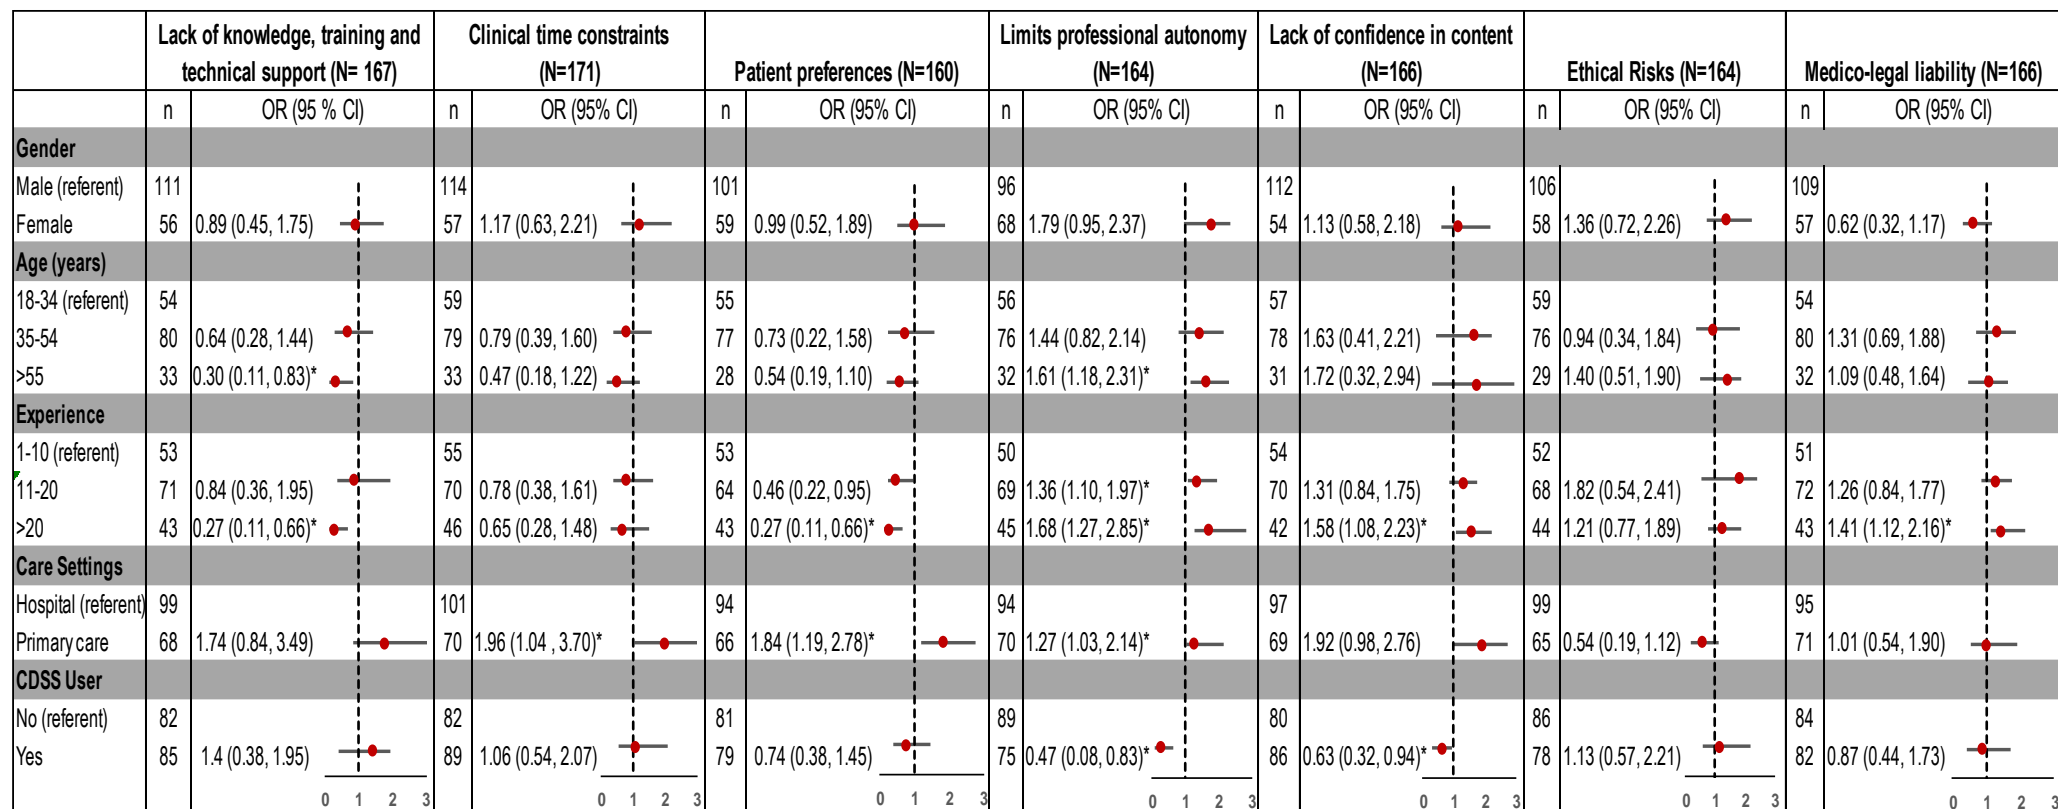 Lack of knowledge, training and technical support (N= 167) Clinical time constraints (N=171) Patient preferences (N=160) Limits professional autonomy (N=164) Lack of confidence in content (N=166) Ethical Risks (N=164) Medico-legal liability (N=166)
n OR (95 % CI) n OR (95% CI) n OR (95% CI) n OR (95% CI) n OR (95% CI) n OR (95% CI) n OR (95% CI)
Gender
Male (referent) 111 114 101 96 112 106 109
Female 56 0.89 (0.45, 1.75) 57 1.17 (0.63, 2.21) 59 0.99 (0.52, 1.89) 68 1.79 (0.95, 2.37) 54 1.13 (0.58, 2.18) 58 1.36 (0.72, 2.26) 57 0.62 (0.32, 1.17)
Age (years)
18-34 (referent) 54 59 55 56 57 59 54
35-54 80 0.64 (0.28, 1.44) 79 0.79 (0.39, 1.60) 77 0.73 (0.22, 1.58) 76 1.44 (0.82, 2.14) 78 1.63 (0.41, 2.21) 76 0.94 (0.34, 1.84) 80 1.31 (0.69, 1.88)
>55 33 0.30 (0.11, 0.83)* 33 0.47 (0.18, 1.22) 28 0.54 (0.19, 1.10) 32 1.61 (1.18, 2.31)* 31 1.72 (0.32, 2.94) 29 1.40 (0.51, 1.90) 32 1.09 (0.48, 1.64)
Experience
1-10 (referent) 53 55 53 50 54 52 51
11-20 71 0.84 (0.36, 1.95) 70 0.78 (0.38, 1.61) 64 0.46 (0.22, 0.95) 69 1.36 (1.10, 1.97)* 70 1.31 (0.84, 1.75) 68 1.82 (0.54, 2.41) 72 1.26 (0.84, 1.77)
>20 43 0.27 (0.11, 0.66)* 46 0.65 (0.28, 1.48) 43 0.27 (0.11, 0.66)* 45 1.68 (1.27, 2.85)* 42 1.58 (1.08, 2.23)* 44 1.21 (0.77, 1.89) 43 1.41 (1.12, 2.16)*
Care Settings
Hospital (referent) 99 101 94 94 97 99 95
Primary care 68 1.74 (0.84, 3.49) 70 1.96 (1.04 , 3.70)* 66 1.84 (1.19, 2.78)* 70 1.27 (1.03, 2.14)* 69 1.92 (0.98, 2.76) 65 0.54 (0.19, 1.12) 71 1.01 (0.54, 1.90)
CDSS User
No (referent) 82 82 81 89 80 86 84
Yes 85 1.4 (0.38, 1.95) 89 1.06 (0.54, 2.07) 79 0.74 (0.38, 1.45) 75 0.47 (0.08, 0.83)* 86 0.63 (0.32, 0.94)* 78 1.13 (0.57, 2.21) 82 0.87 (0.44, 1.73)
0 1 2 3 0 1 2 3 0 1 2 3 0 1 2 3 0 1 2 3 0 1 2 3 0 1 2 3